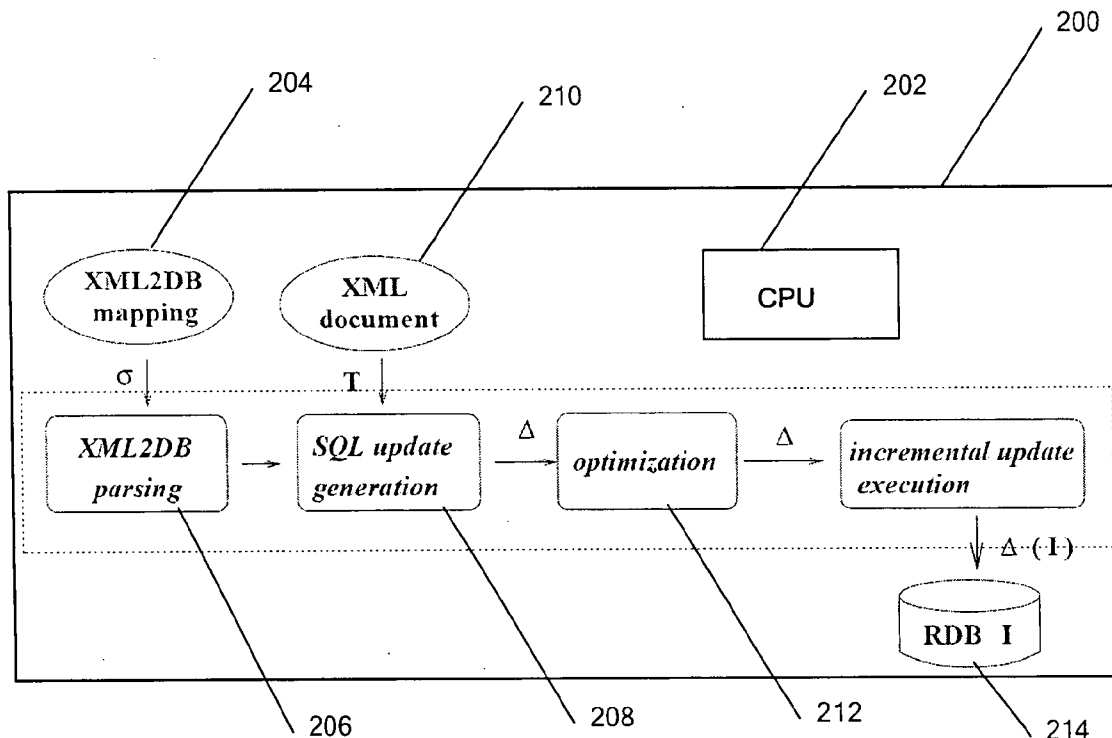 200
204
210
202
XML2DB
mapping
XML
document
CPU
σ
T
XML2DB
parsing
SQL update
generation
Δ
optimization
Δ
incremental update
execution
Δ (I)
RDB I
206
208
212
214